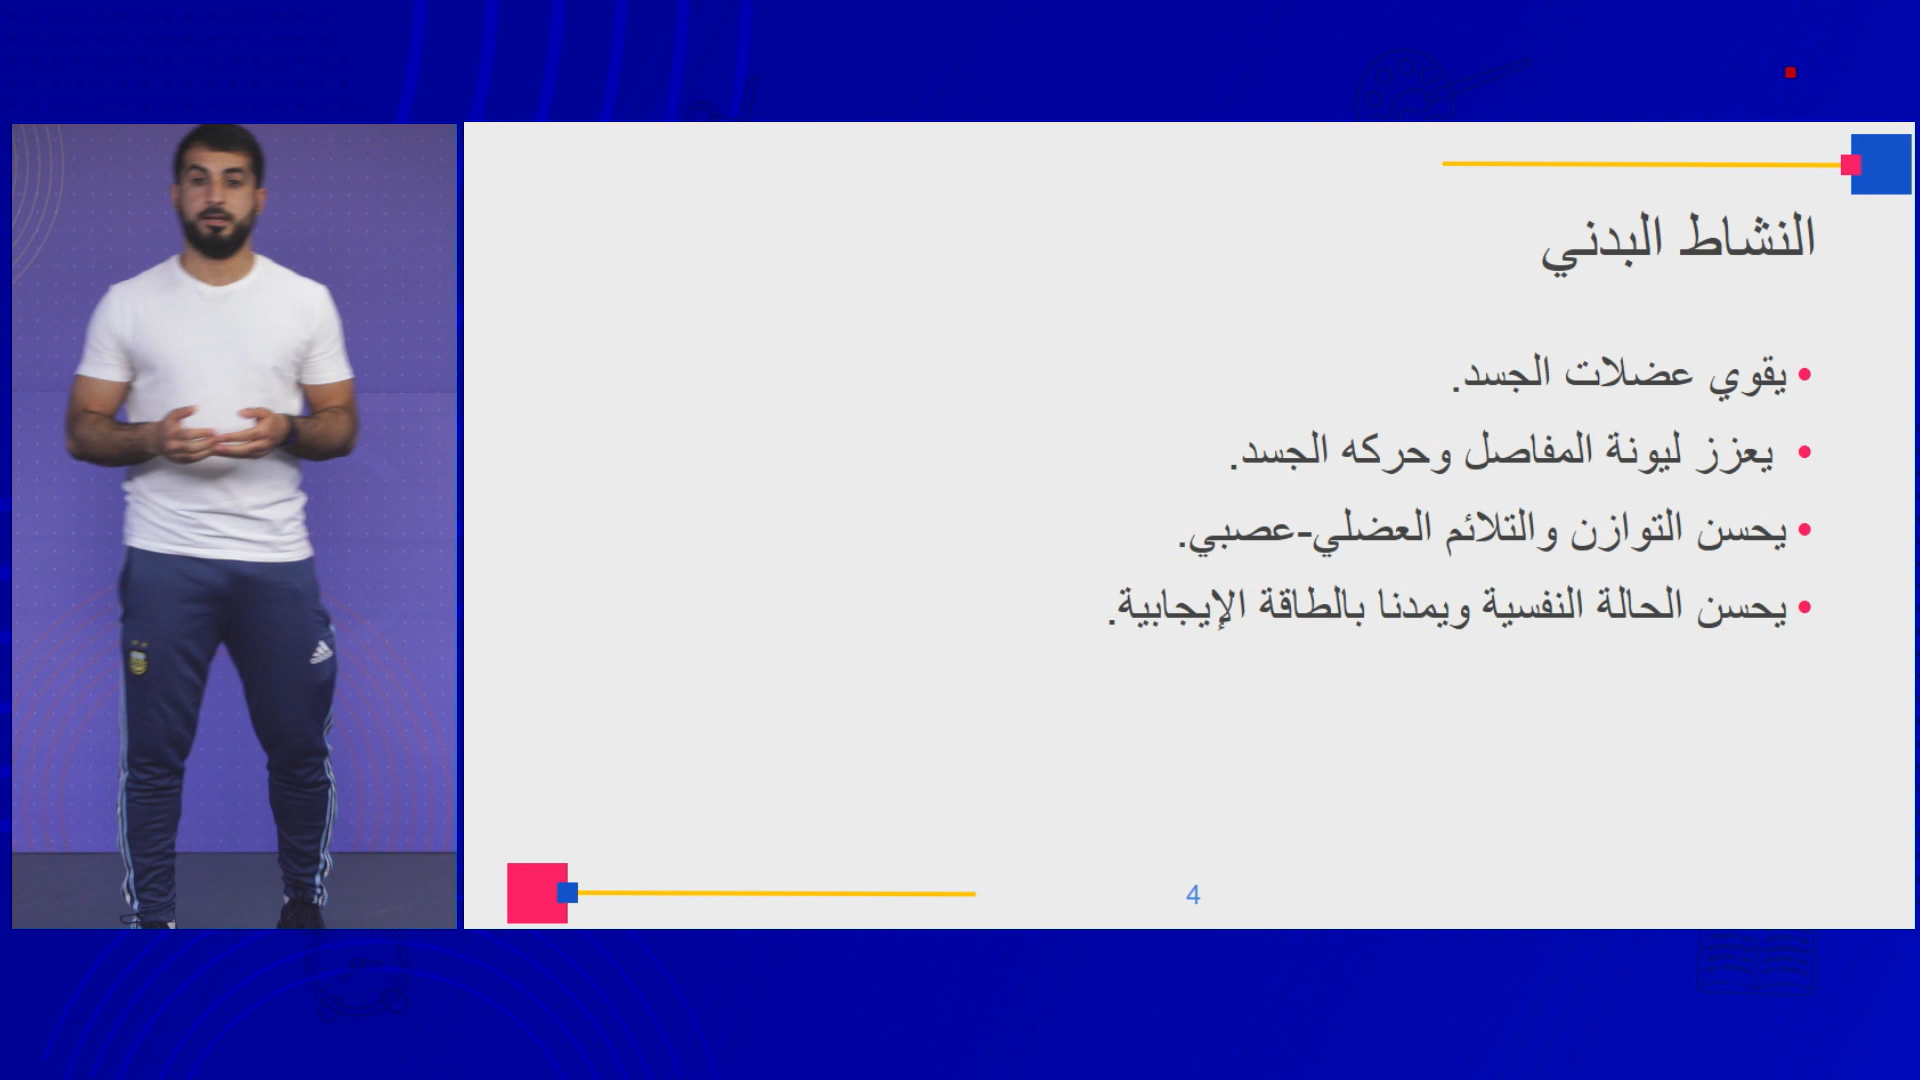 النشاط البدني
• يقوي عضلات الجسد.
• يعزز ليونة المفاصل وحركه الجسد.
• يحسن التوازن والتلائم العضلي-عصبي.
• يحسن الحالة النفسية ويمدنا بالطاقة الإيجابية.
4